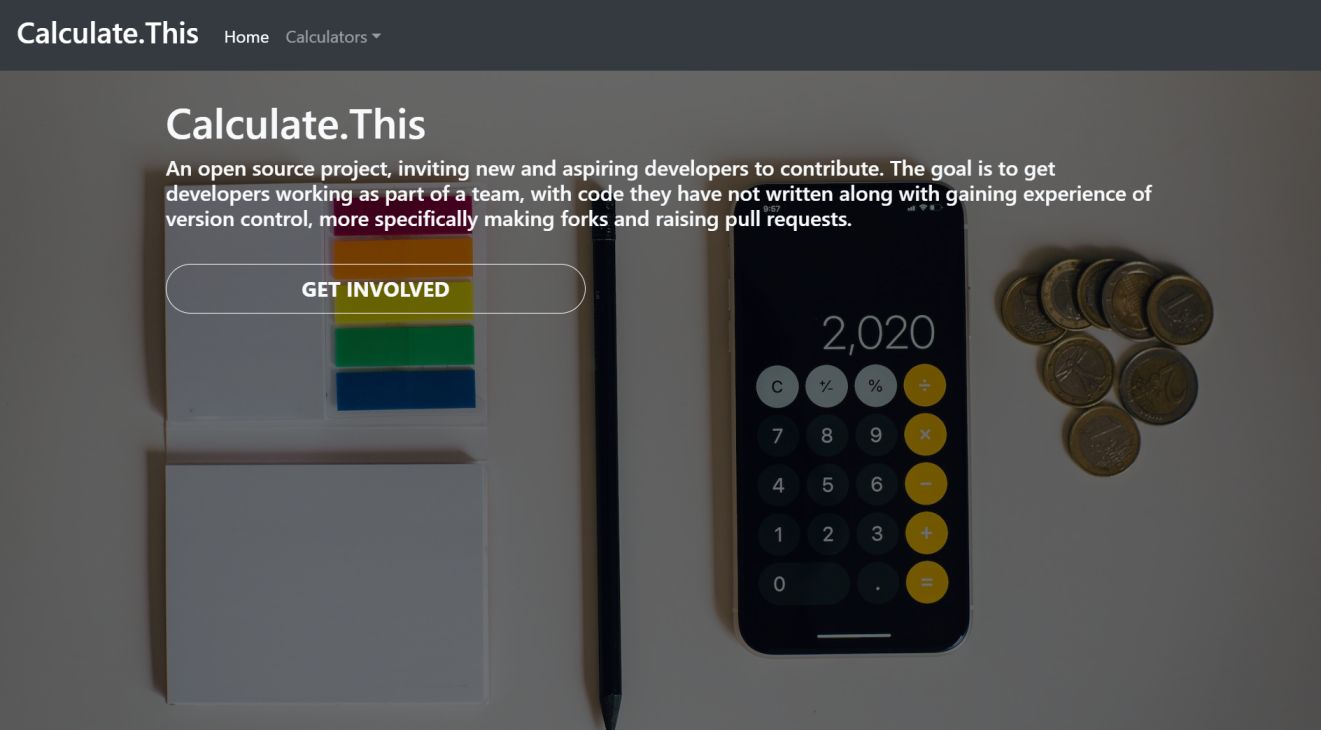 Calculate.This Home Calculators
Calculate.This
An open source project, inviting new and aspiring developers to contribute. The goal is to get
developers working as part of a team, with code they have not written along with gaining experience of
version control, more specifically making forks and raising pull requests.
9:57
GET INVOLVED
2,020
C +/- % ÷
7 8 9 ×
4 5 6 −
1 2 3 +
0 . =